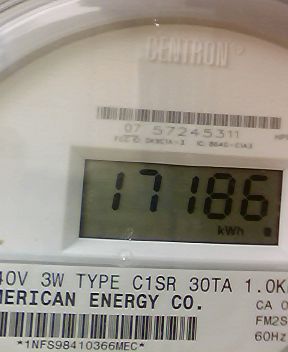 CENTRON®
07 57245311
17186
kWh
40V 3W TYPE C1SR 30TA 1.0K
MERICAN ENERGY CO.
CA 0
FM2S
60Hz
*1NFS98410366MEC*